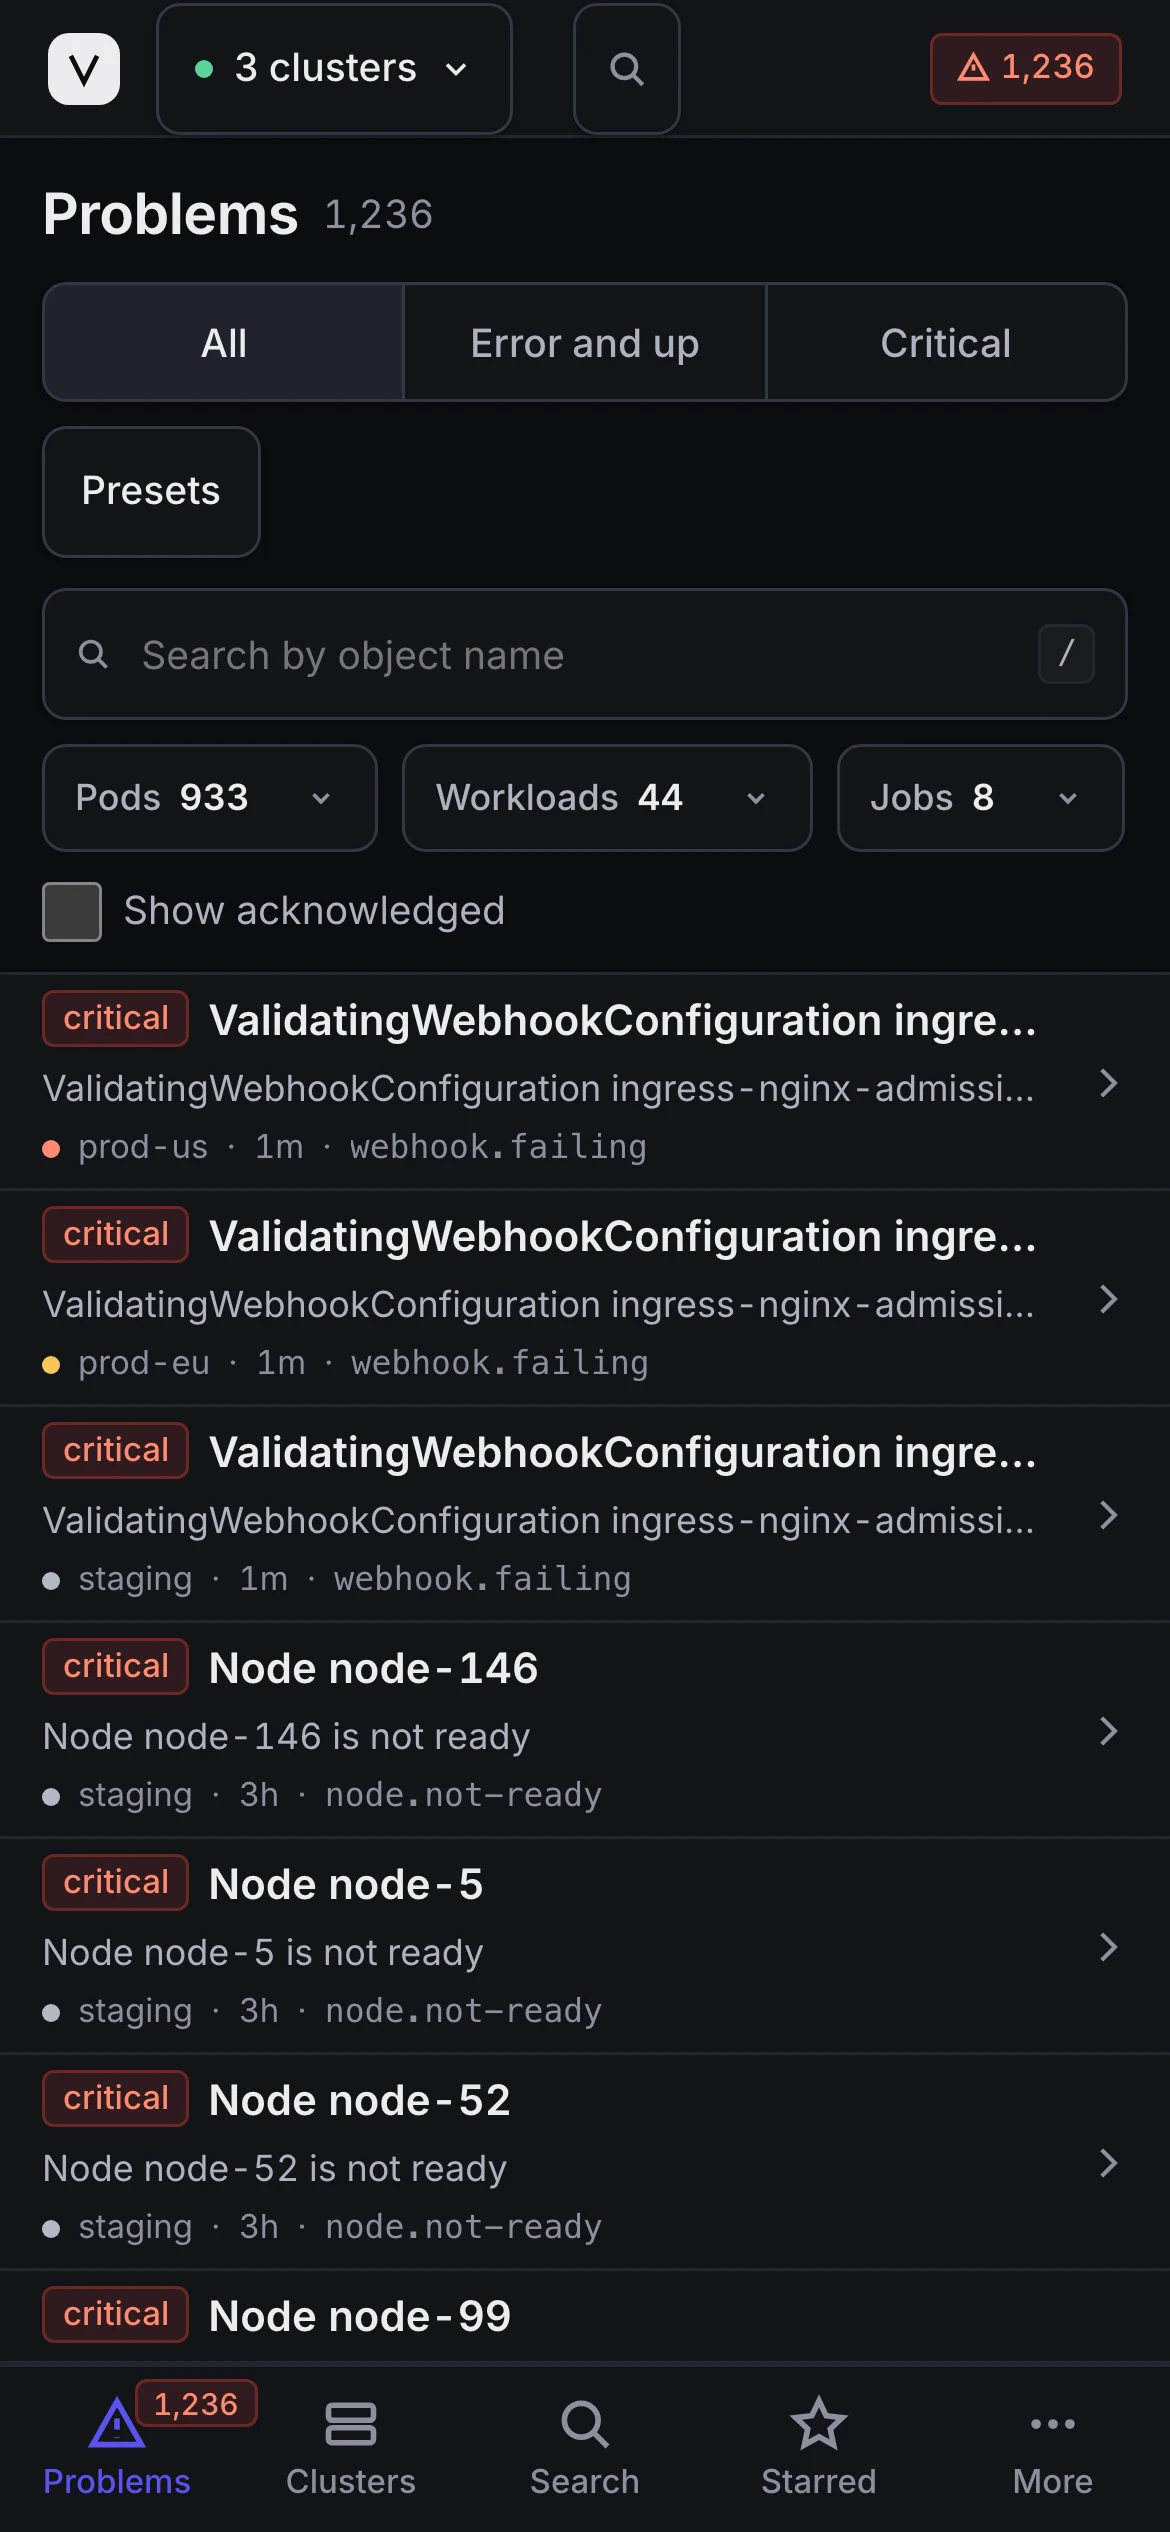 V 3 clusters 1,236
Problems 1,236
All Error and up Critical
Presets
Search by object name /
Pods 933 Workloads 44 Jobs 8
Show acknowledged
critical ValidatingWebhookConfiguration ingre...
ValidatingWebhookConfiguration ingress-nginx-admissi...
prod-us · 1m · webhook.failing
critical ValidatingWebhookConfiguration ingre...
ValidatingWebhookConfiguration ingress-nginx-admissi...
prod-eu · 1m · webhook.failing
critical ValidatingWebhookConfiguration ingre...
ValidatingWebhookConfiguration ingress-nginx-admissi...
staging · 1m · webhook.failing
critical Node node-146
Node node-146 is not ready
staging · 3h · node.not-ready
critical Node node-5
Node node-5 is not ready
staging · 3h · node.not-ready
critical Node node-52
Node node-52 is not ready
staging · 3h · node.not-ready
critical Node node-99
1,236
Problems Clusters Search Starred More